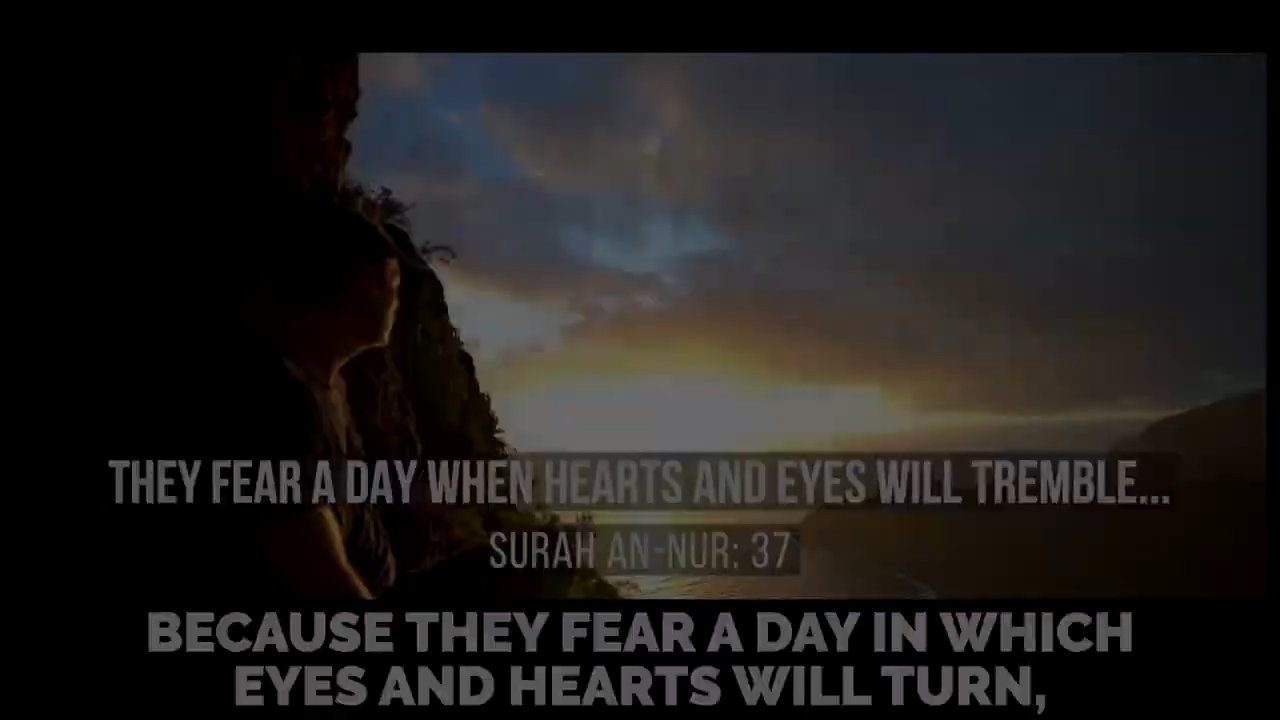 THEY FEAR A DAY WHEN HEARTS AND EYES WILL TREMBLE...
SURAH AN-NUR: 37
BECAUSE THEY FEAR A DAY IN WHICH
EYES AND HEARTS WILL TURN,